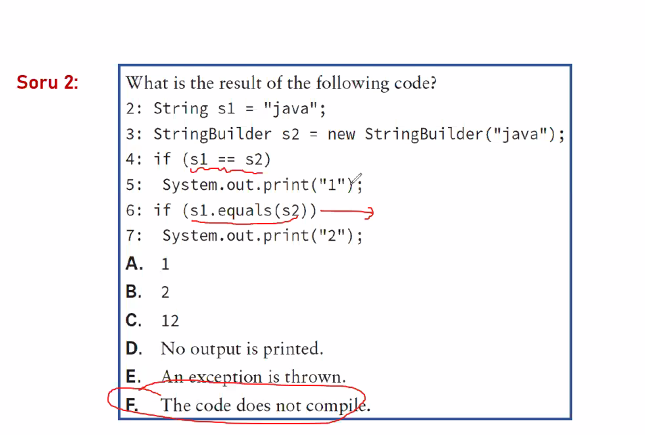 Soru 2:
What is the result of the following code?
2: String s1 = "java";
3: StringBuilder s2 = new StringBuilder("java");
4: if (s1 == s2)
5:  System.out.print("1");
6: if (s1.equals(s2))
7:  System.out.print("2");
A. 1
B. 2
C. 12
D. No output is printed.
E. An exception is thrown.
F. The code does not compile.